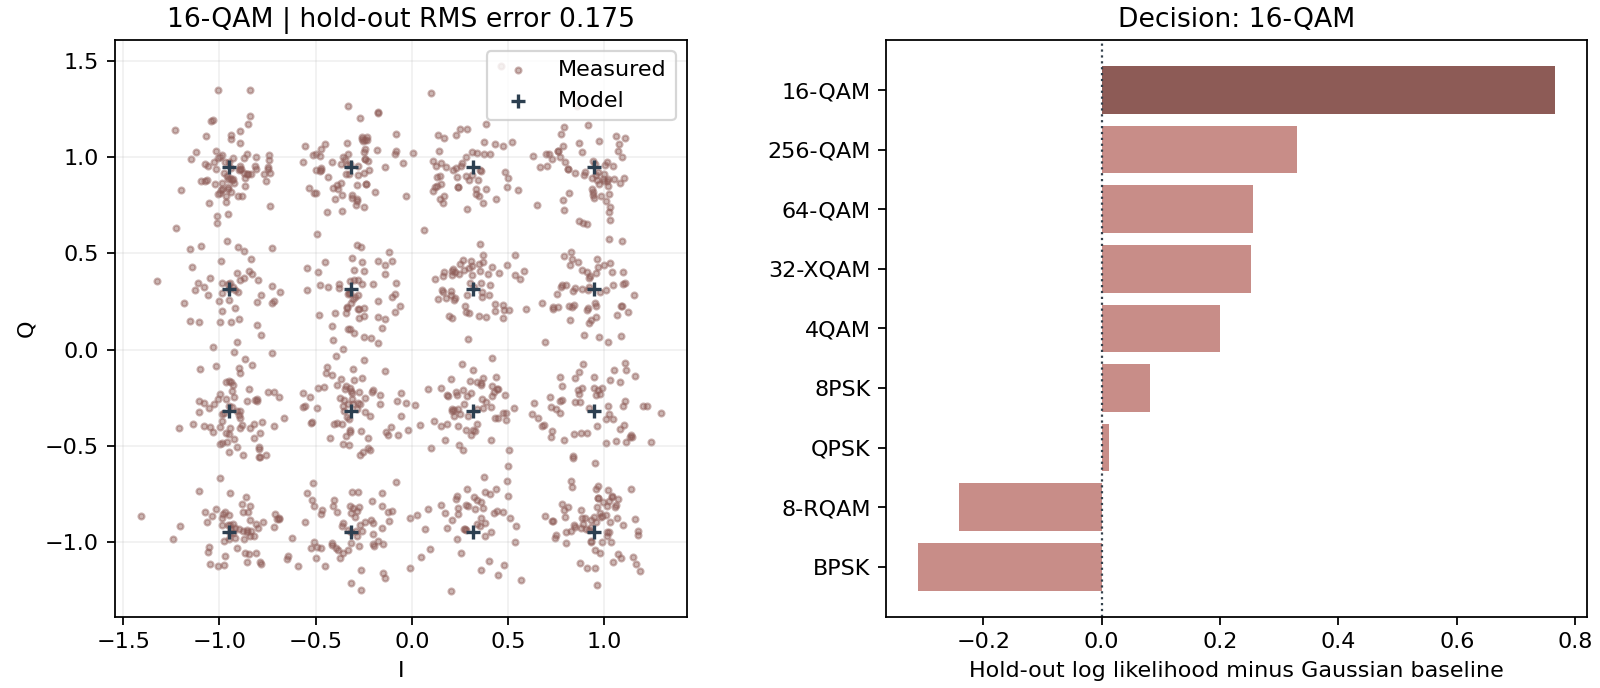 16-QAM | hold-out RMS error 0.175
Measured
Model
1.5
1.0
0.5
0.0
−0.5
−1.0
Q
−1.5
−1.0
−0.5
0.0
0.5
1.0
I
Decision: 16-QAM
16-QAM
256-QAM
64-QAM
32-XQAM
4QAM
8PSK
QPSK
8-RQAM
BPSK
−0.2
0.0
0.2
0.4
0.6
0.8
Hold-out log likelihood minus Gaussian baseline